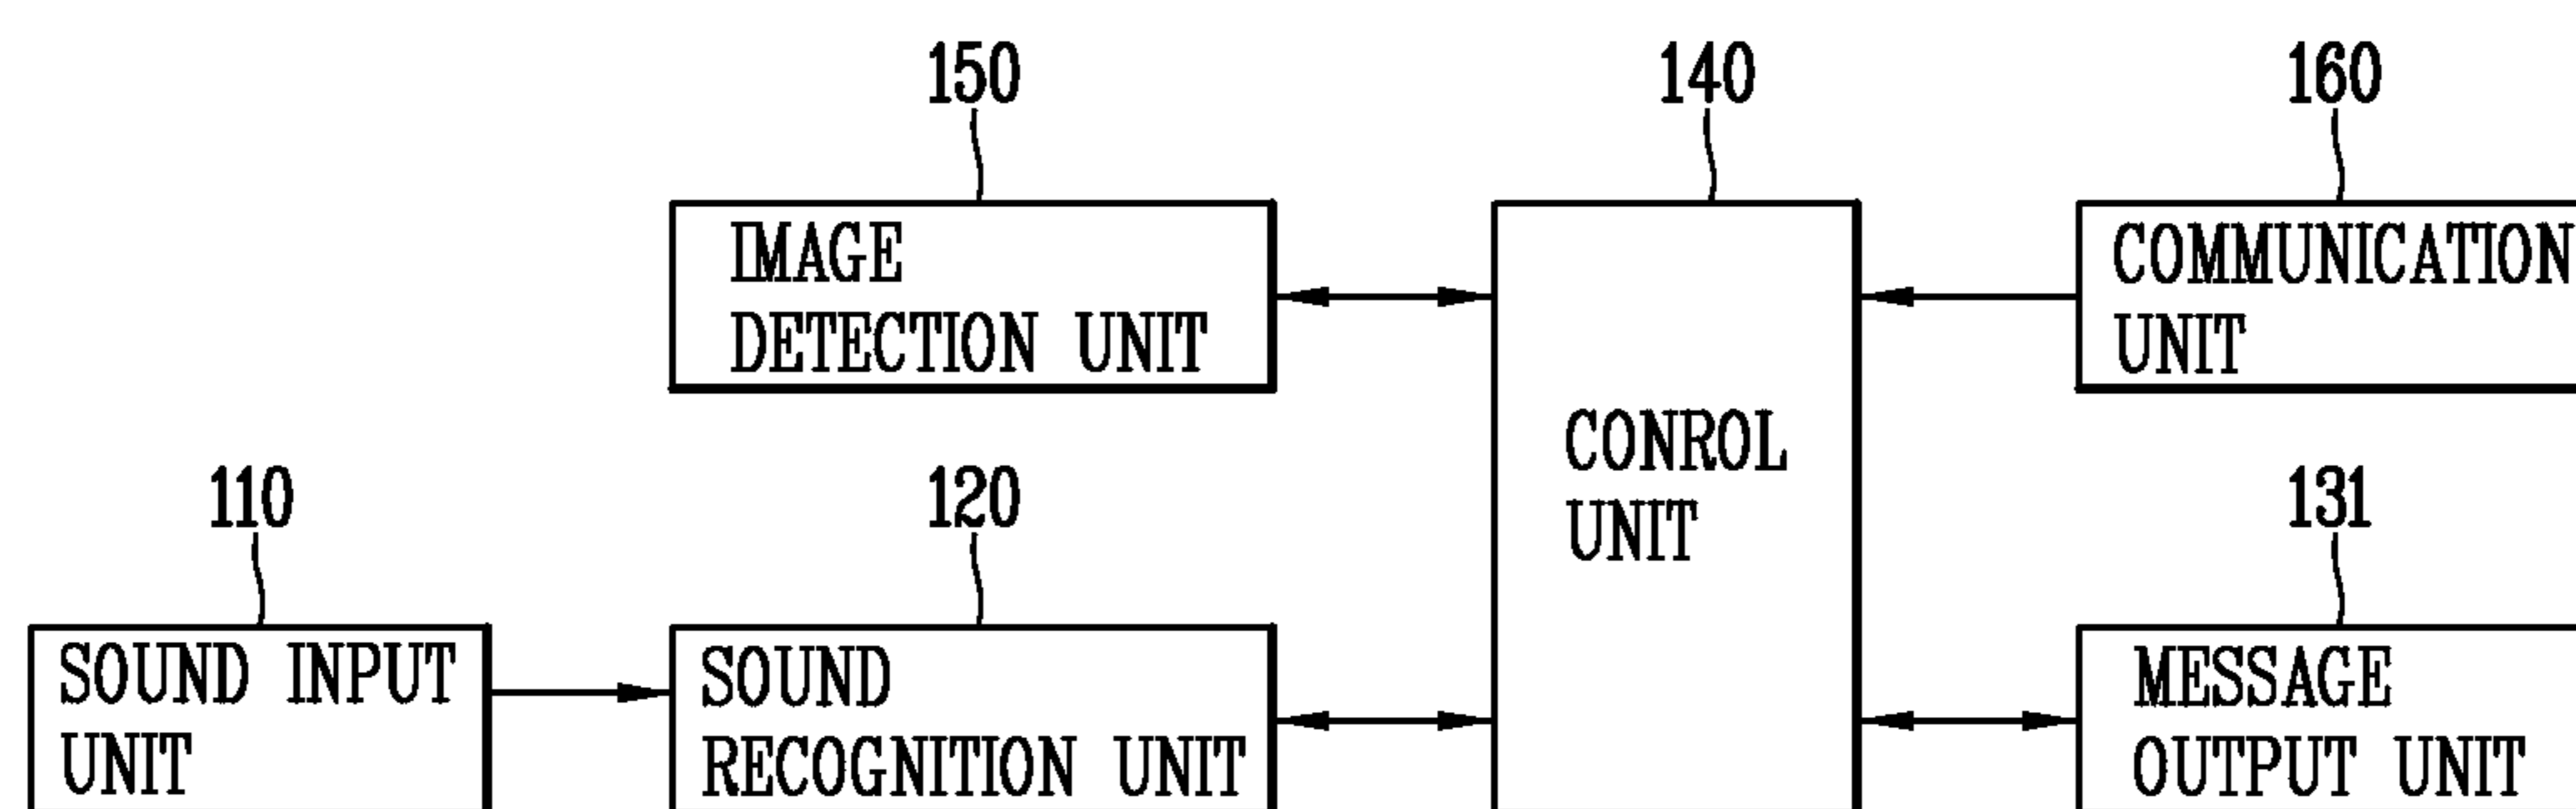 150
140
160
IMAGE
DETECTION UNIT
COMMUNICATION
UNIT
CONROL
UNIT
110
120
131
SOUND INPUT
UNIT
SOUND
RECOGNITION UNIT
MESSAGE
OUTPUT UNIT